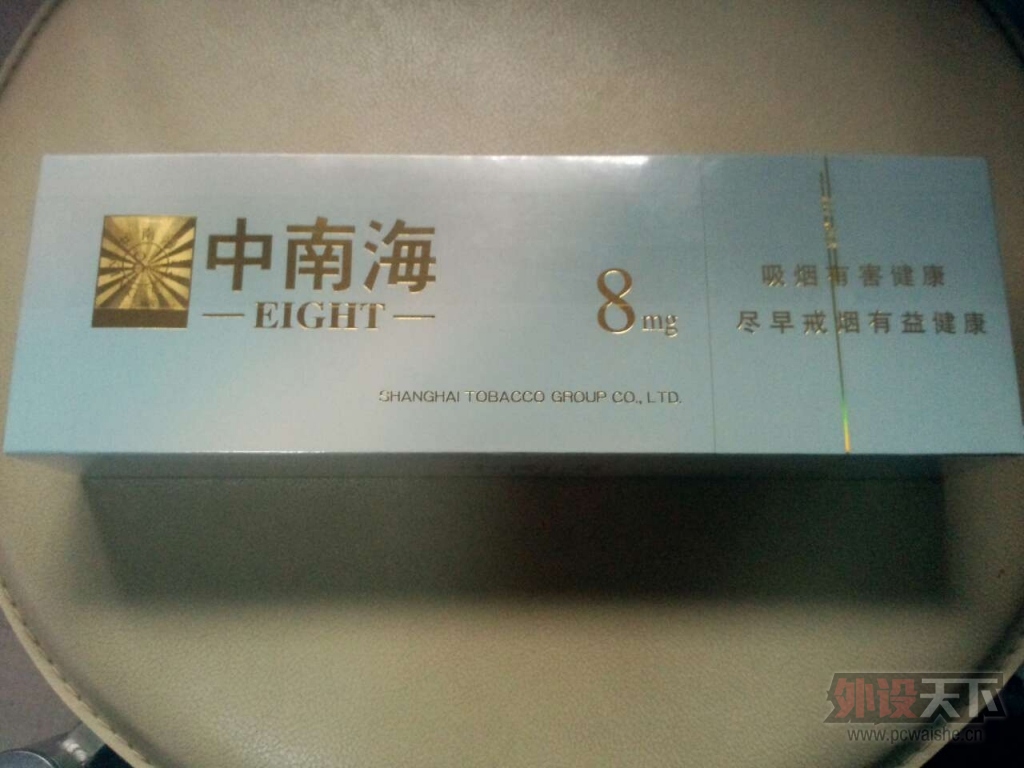 中南海
EIGHT
8mg
SHANGHAI TOBACCO GROUP CO., LTD.
吸烟有害健康
尽早戒烟有益健康
外设天下
www.pcwaishe.cn